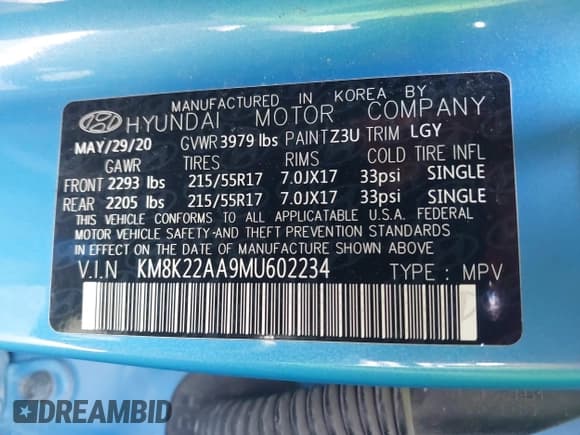 MANUFACTURED IN KOREA BY
HYUNDAI MOTOR COMPANY
MAY/29/20 GVWR 3979 lbs PAINT Z3U TRIM LGY
GAWR TIRES RIMS COLD TIRE INFL
FRONT 2293 lbs 215/55R17 7.0JX17 33psi SINGLE
REAR 2205 lbs 215/55R17 7.0JX17 33psi SINGLE
THIS VEHICLE CONFORMS TO ALL APPLICABLE U.S.A. FEDERAL
MOTOR VEHICLE SAFETY-AND THEFT-PREVENTION STANDARDS
IN EFFECT ON THE DATE OF MANUFACTURE SHOWN ABOVE
V.I.N KM8K22AA9MU602234 TYPE : MPV
DREAMBID